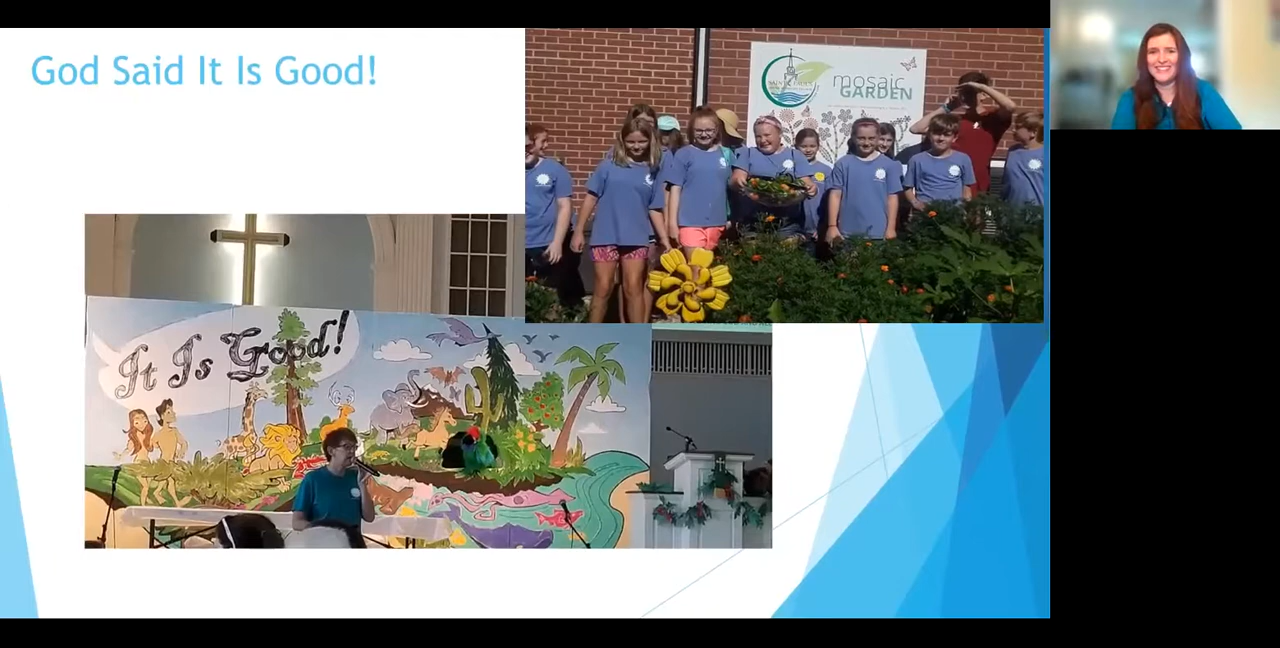 God Said It Is Good!
mosaic
GARDEN
It Is Good!